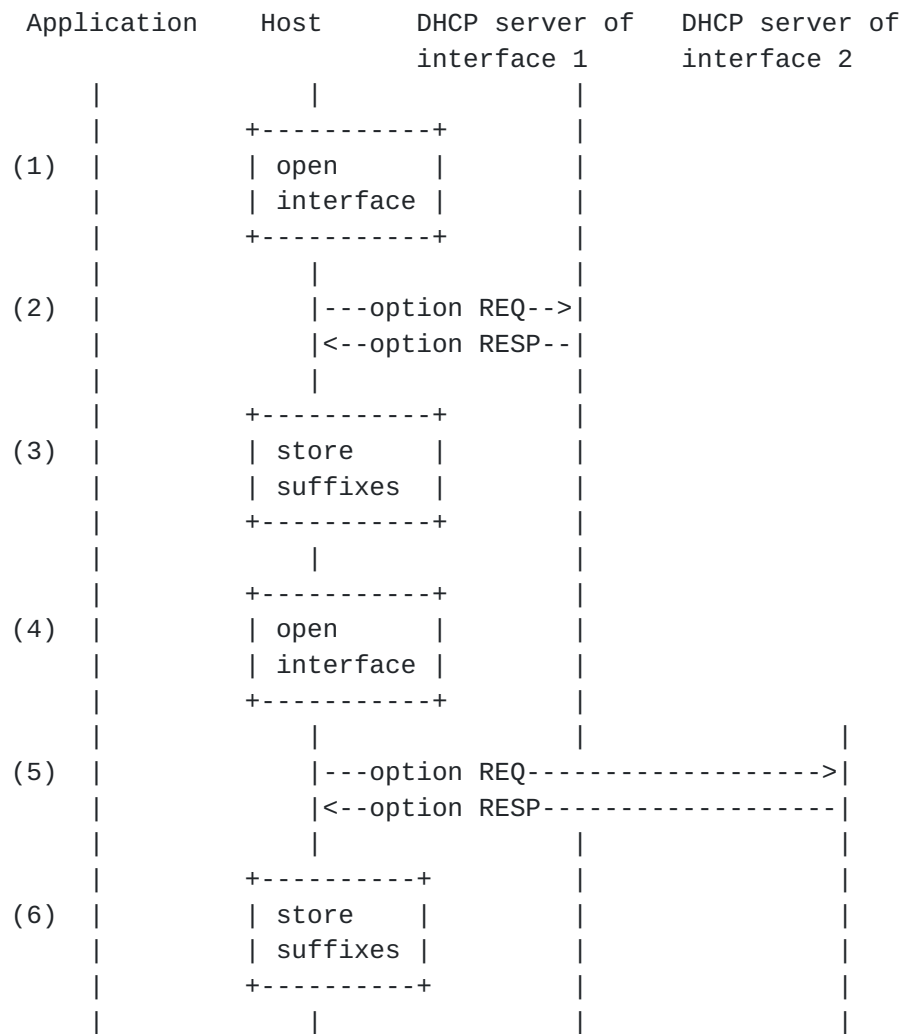 Application    Host      DHCP server of   DHCP server of
interface 1      interface 2
(1) open
interface
(2) ---option REQ-->
<--option RESP--
(3) store
suffixes
(4) open
interface
(5) ---option REQ------------------->
<--option RESP-------------------
(6) store
suffixes